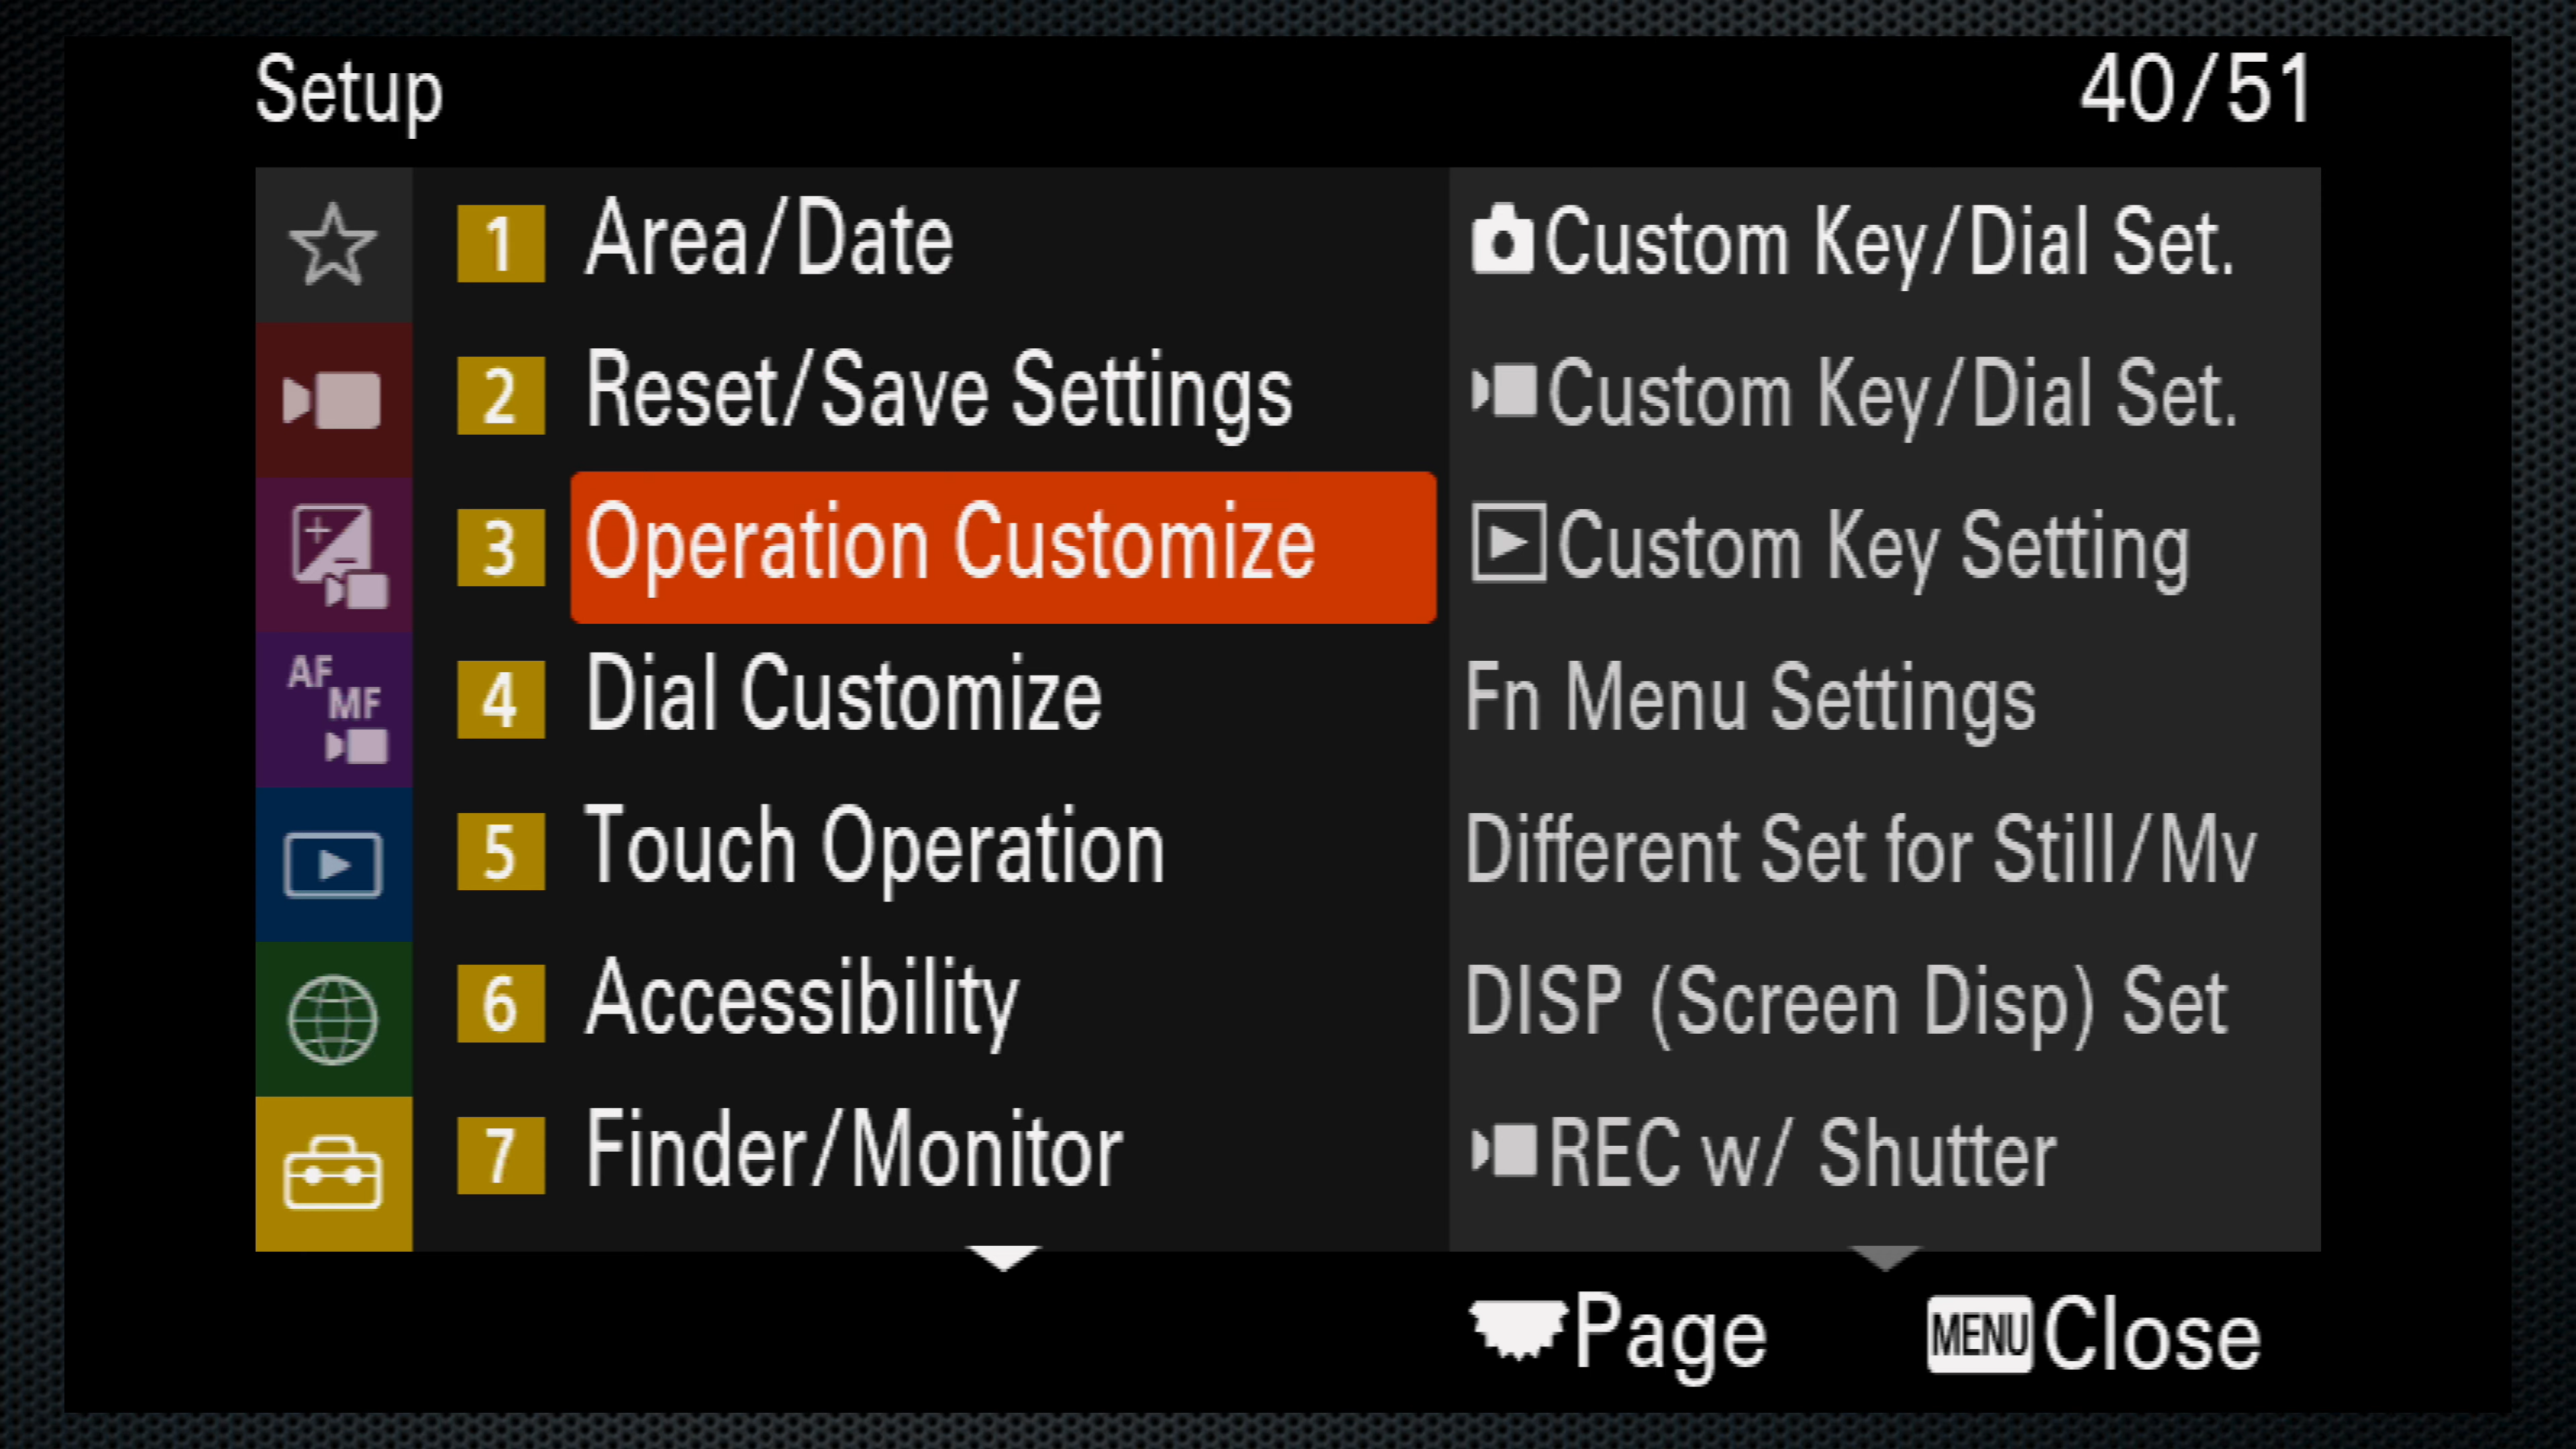 Setup 40/51
1 Area/Date
2 Reset/Save Settings
3 Operation Customize
4 Dial Customize
5 Touch Operation
6 Accessibility
7 Finder/Monitor
AF
MF
Custom Key/Dial Set.
Custom Key/Dial Set.
Custom Key Setting
Fn Menu Settings
Different Set for Still/Mv
DISP (Screen Disp) Set
REC w/ Shutter
Page MENU Close